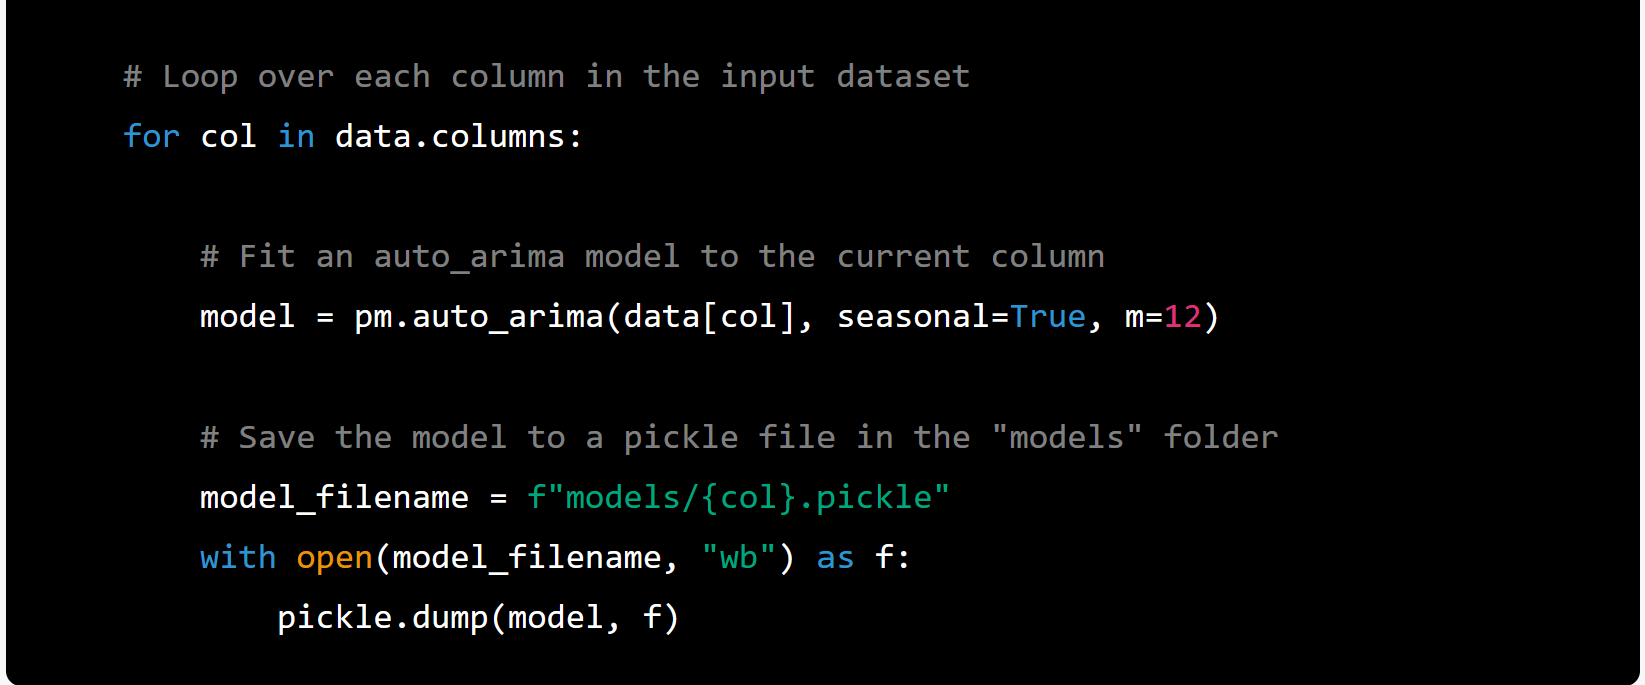 # Loop over each column in the input dataset
for col in data.columns:
# Fit an auto_arima model to the current column
model = pm.auto_arima(data[col], seasonal=True, m=12)
# Save the model to a pickle file in the "models" folder
model_filename = f"models/{col}.pickle"
with open(model_filename, "wb") as f:
pickle.dump(model, f)